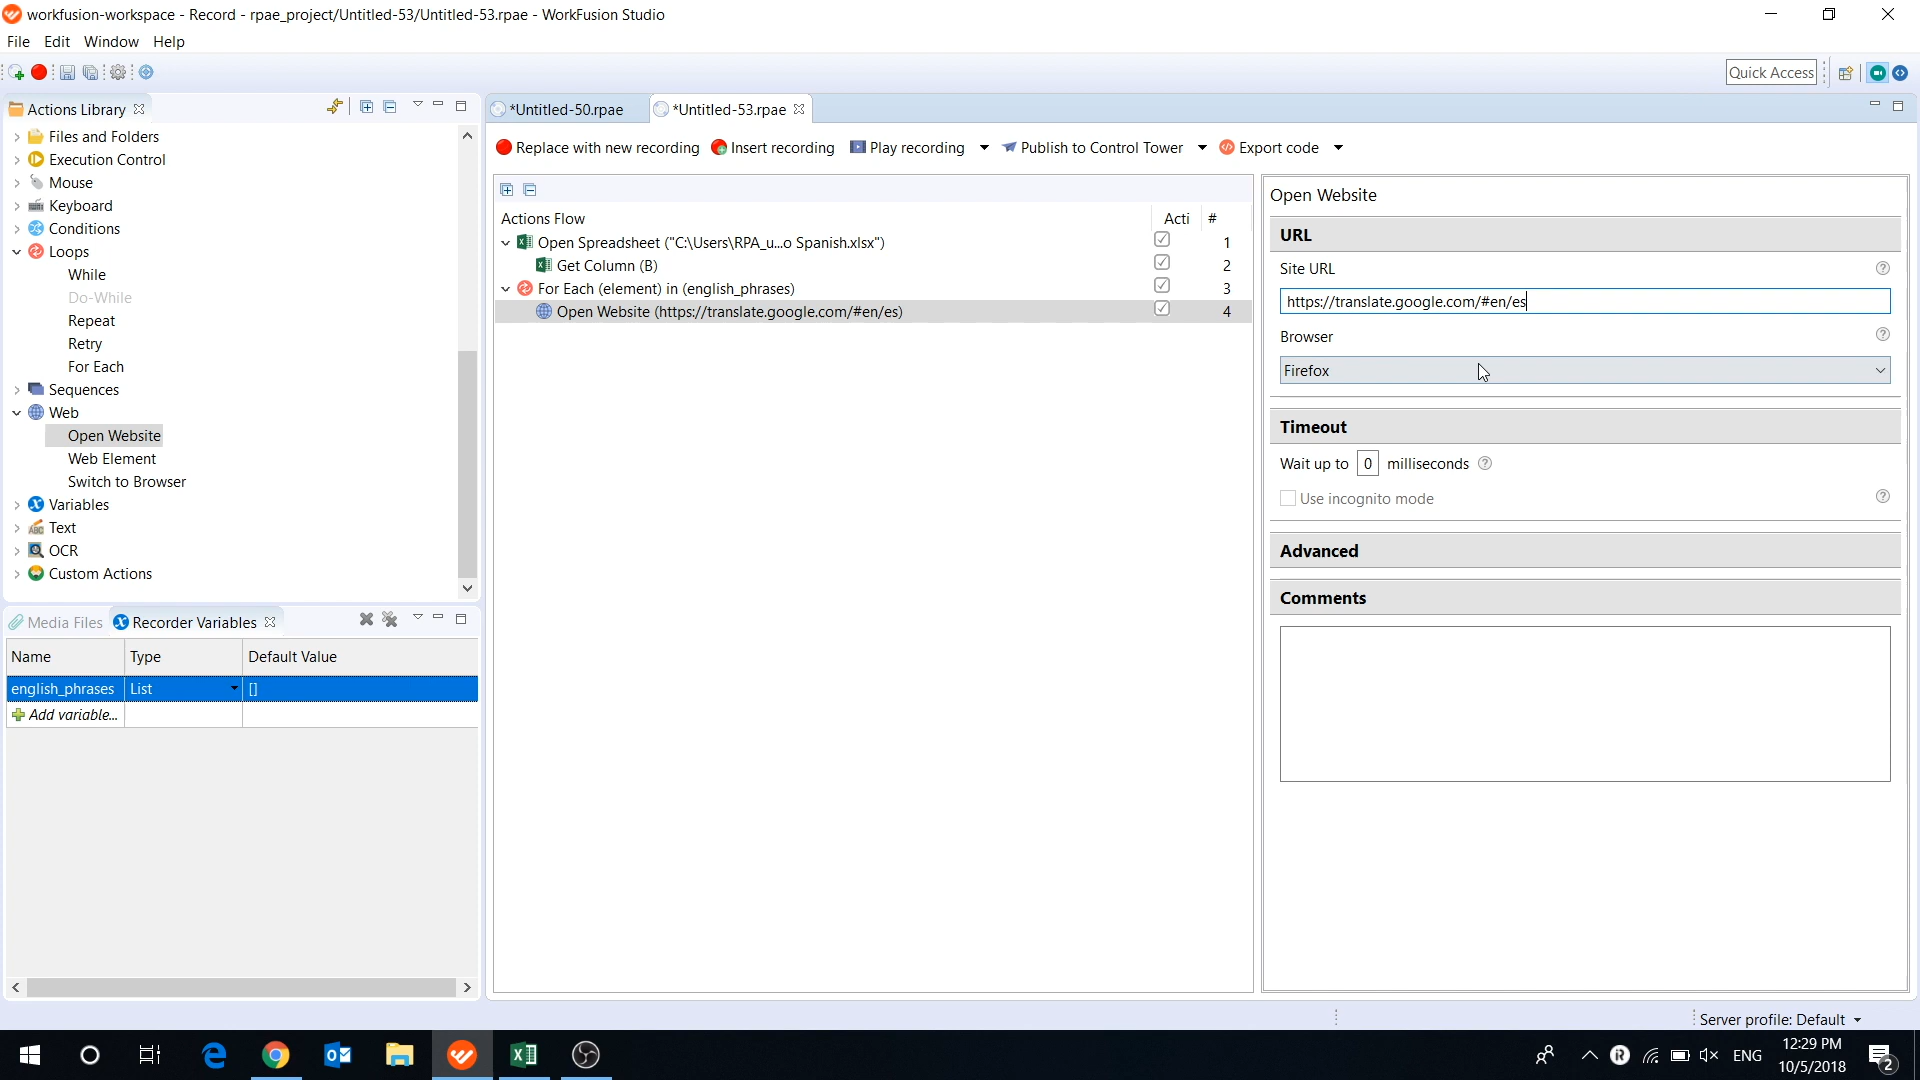 workfusion-workspace - Record - rpae_project/Untitled-53/Untitled-53.rpae - WorkFusion Studio
File Edit Window Help
Quick Access
Actions Library
*Untitled-50.rpae *Untitled-53.rpae
Files and Folders
Execution Control
Mouse
Keyboard
Conditions
Loops
While
Do-While
Repeat
Retry
For Each
Sequences
Web
Open Website
Web Element
Switch to Browser
Variables
Text
OCR
Custom Actions
Media Files Recorder Variables
Name Type Default Value
english_phrases List []
Add variable...
Replace with new recording Insert recording Play recording Publish to Control Tower Export code
Actions Flow Acti #
Open Spreadsheet ("C:\Users\RPA_u...o Spanish.xlsx") 1
Get Column (B) 2
For Each (element) in (english_phrases) 3
Open Website (https://translate.google.com/#en/es) 4
Open Website
URL
Site URL
https://translate.google.com/#en/es
Browser
Firefox
Timeout
Wait up to 0 milliseconds
Use incognito mode
Advanced
Comments
Server profile: Default
ENG
12:29 PM
10/5/2018
2